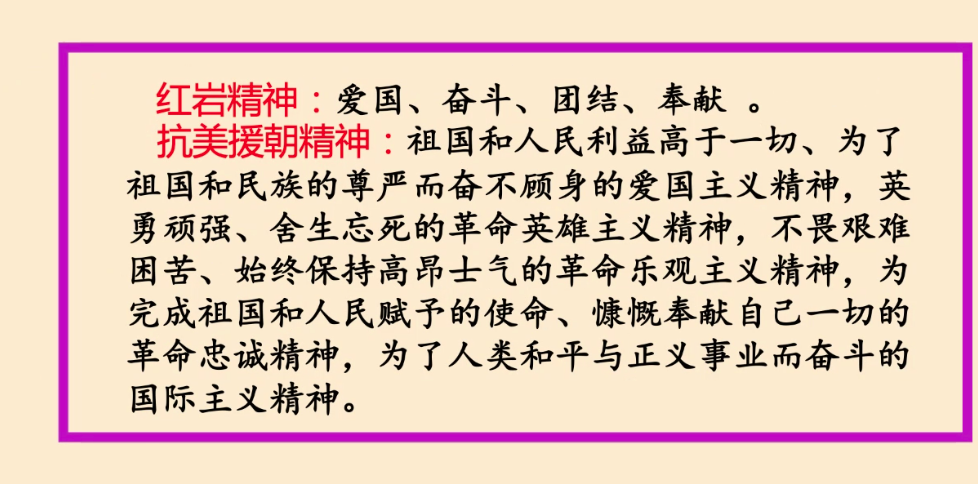 红岩精神：爱国、奋斗、团结、奉献 。
抗美援朝精神：祖国和人民利益高于一切、为了
祖国和民族的尊严而奋不顾身的爱国主义精神，英
勇顽强、舍生忘死的革命英雄主义精神，不畏艰难
困苦、始终保持高昂士气的革命乐观主义精神，为
完成祖国和人民赋予的使命、慷慨奉献自己一切的
革命忠诚精神，为了人类和平与正义事业而奋斗的
国际主义精神。